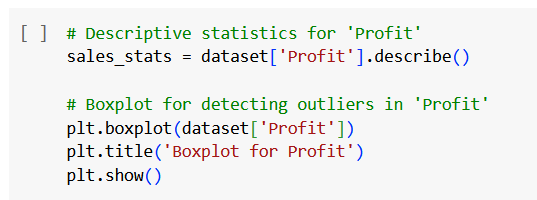 [ ] # Descriptive statistics for 'Profit'
sales_stats = dataset['Profit'].describe()
# Boxplot for detecting outliers in 'Profit'
plt.boxplot(dataset['Profit'])
plt.title('Boxplot for Profit')
plt.show()